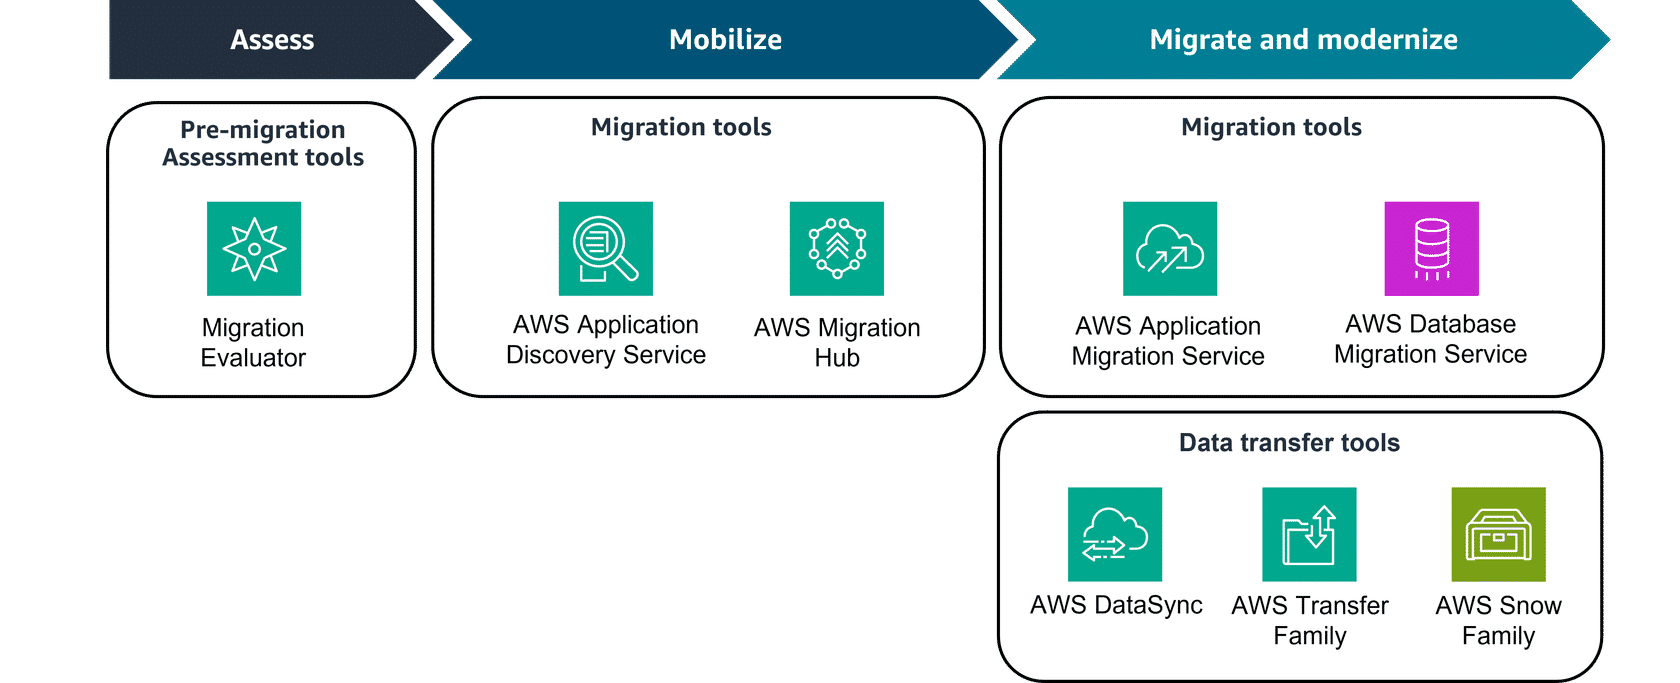 Assess
Mobilize
Migrate and modernize
Pre-migration
Assessment tools
Migration
Evaluator
Migration tools
AWS Application
Discovery Service
AWS Migration
Hub
Migration tools
AWS Application
Migration Service
AWS Database
Migration Service
Data transfer tools
AWS DataSync
AWS Transfer
Family
AWS Snow
Family